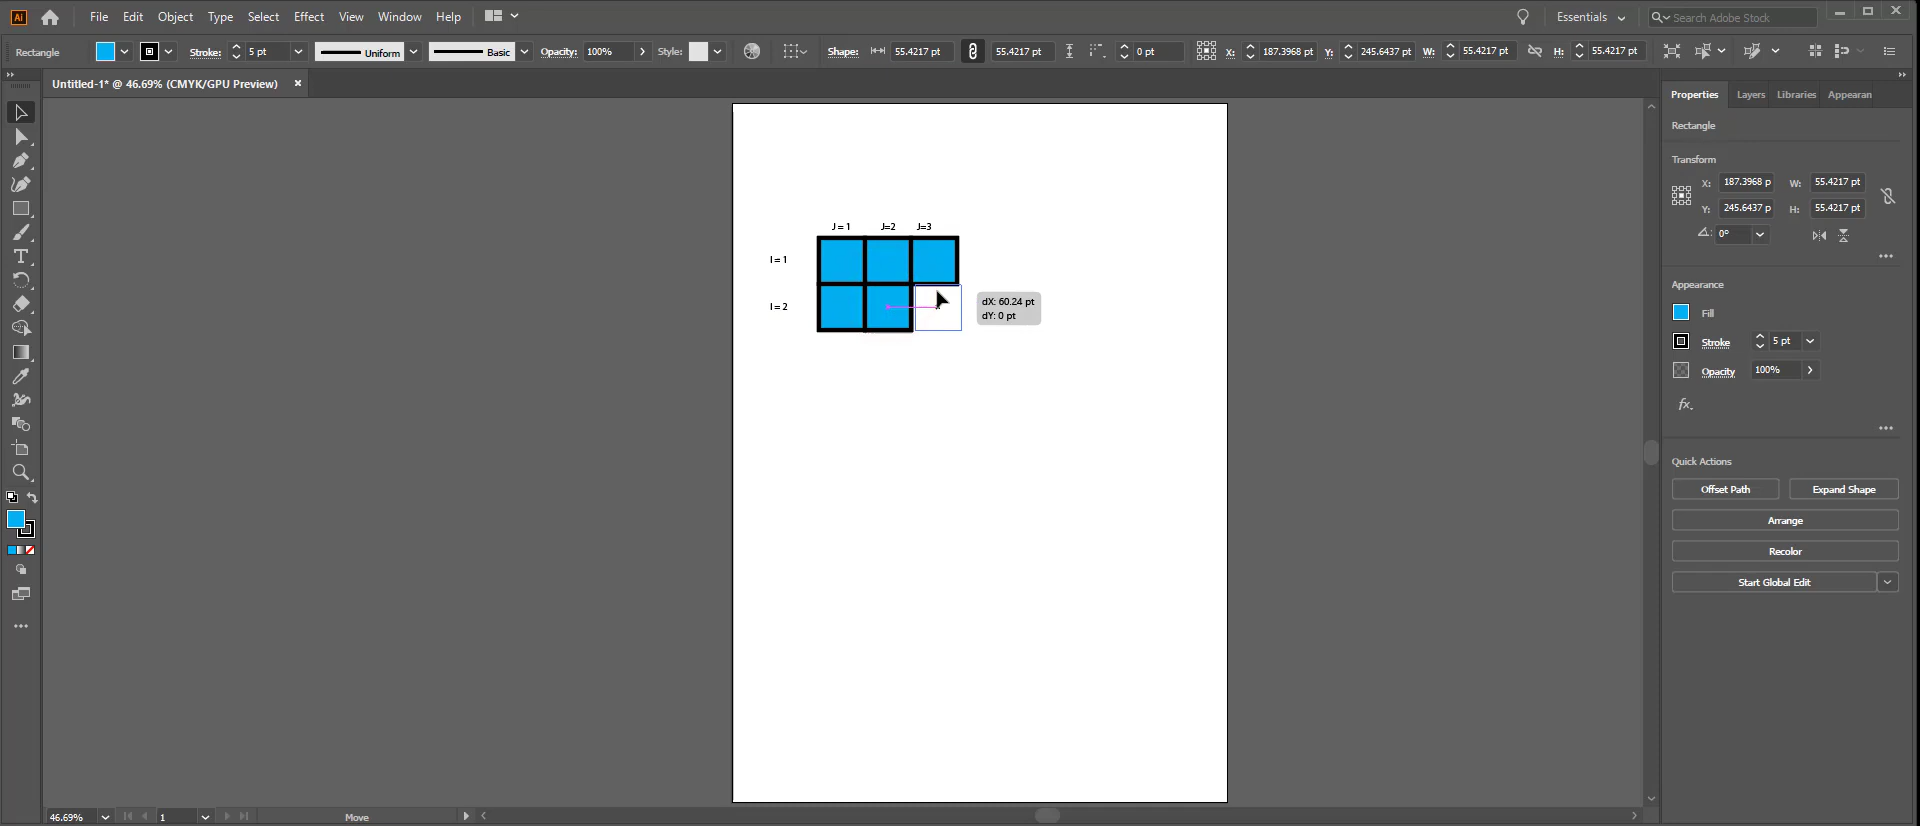 Ai File Edit Object Type Select Effect View Window Help Essentials Search Adobe Stock
Rectangle Stroke: 5 pt Uniform Basic Opacity: 100% Style: Shape: 55.4217 pt 55.4217 pt 0 pt X: 187.3968 pt Y: 245.6437 pt W: 55.4217 pt H: 55.4217 pt
Untitled-1* @ 46.69% (CMYK/GPU Preview)
Properties Layers Libraries Appearan
Rectangle
Transform
X: 187.3968 p W: 55.4217 pt
Y: 245.6437 p H: 55.4217 pt
0°
Appearance
Fill
Stroke 5 pt
Opacity 100%
fx.
Quick Actions
Offset Path Expand Shape
Arrange
Recolor
Start Global Edit
J = 1 J=2 J=3
I = 1
I = 2
dX: 60.24 pt
dY: 0 pt
T
46.69% 1 Move